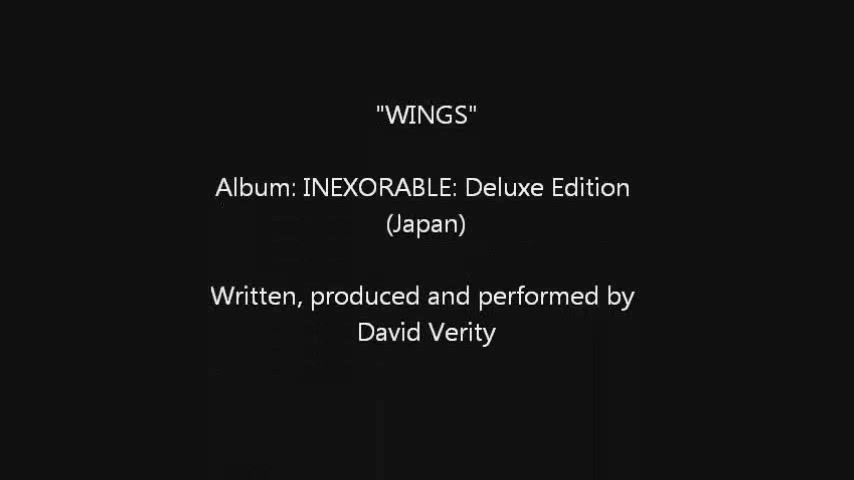 "WINGS"
Album: INEXORABLE: Deluxe Edition
(Japan)
Written, produced and performed by
David Verity